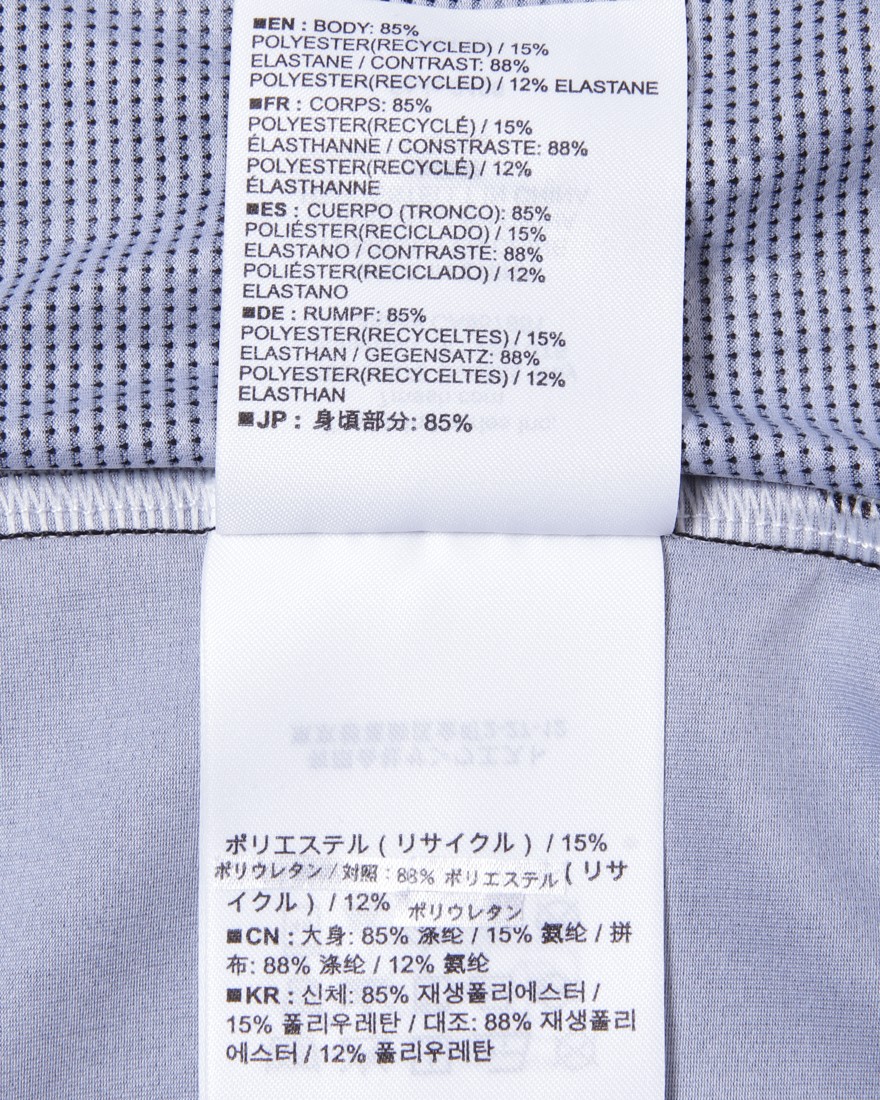 ■EN : BODY: 85%
POLYESTER(RECYCLED) / 15%
ELASTANE / CONTRAST: 88%
POLYESTER(RECYCLED) / 12% ELASTANE
■FR : CORPS: 85%
POLYESTER(RECYCLÉ) / 15%
ÉLASTHANNE / CONSTRASTE: 88%
POLYESTER(RECYCLÉ) / 12%
ÉLASTHANNE
■ES : CUERPO (TRONCO): 85%
POLIÉSTER(RECICLADO) / 15%
ELASTANO / CONTRASTE: 88%
POLIÉSTER(RECICLADO) / 12%
ELASTANO
■DE : RUMPF: 85%
POLYESTER(RECYCELTES) / 15%
ELASTHAN / GEGENSATZ: 88%
POLYESTER(RECYCELTES) / 12%
ELASTHAN
■JP : 身頃部分: 85%
ポリエステル ( リサイクル ) / 15%
ポリウレタン / 対照 : 88% ポリエステル ( リサ
イクル ) / 12% ポリウレタン
■CN : 大身: 85% 涤纶 / 15% 氨纶 / 拼
布: 88% 涤纶 / 12% 氨纶
■KR : 신체: 85% 재생폴리에스터 /
15% 폴리우레탄 / 대조: 88% 재생폴리
에스터 / 12% 폴리우레탄